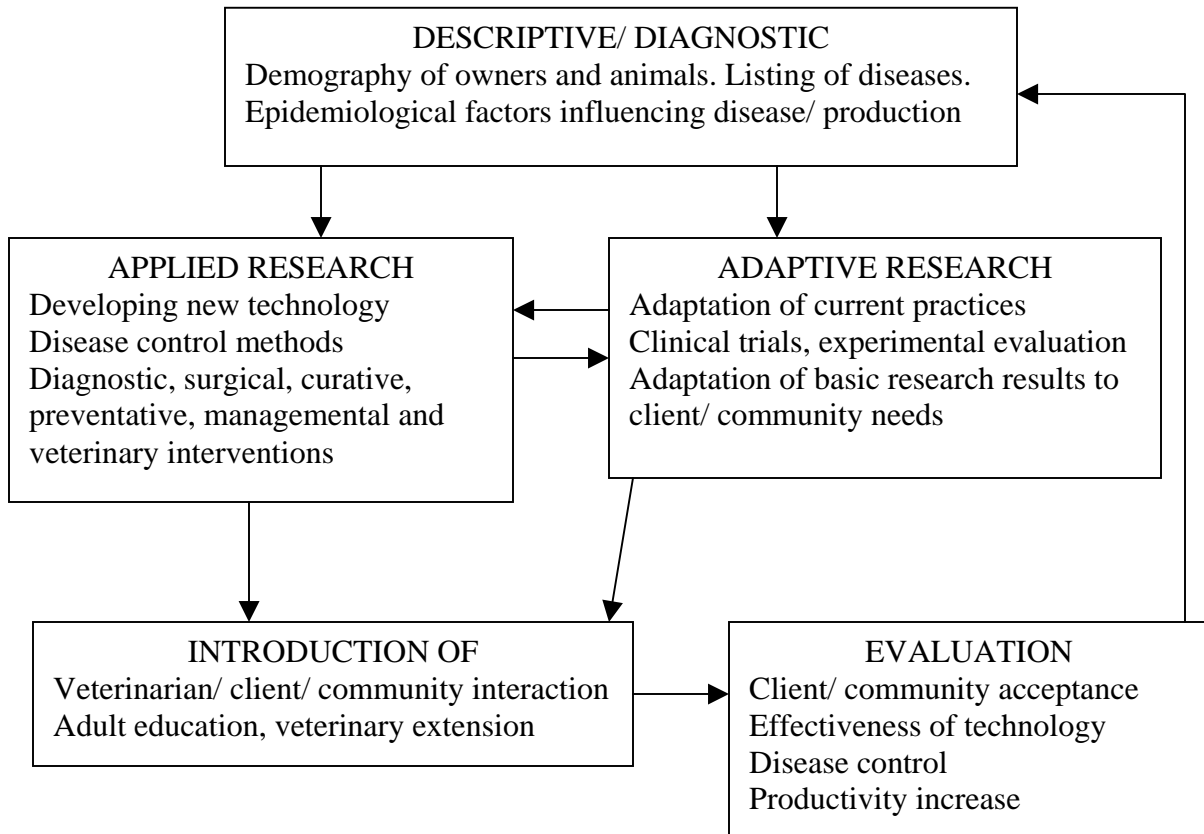 DESCRIPTIVE/ DIAGNOSTIC
Demography of owners and animals. Listing of diseases.
Epidemiological factors influencing disease/ production
APPLIED RESEARCH
Developing new technology
Disease control methods
Diagnostic, surgical, curative,
preventative, managemental and
veterinary interventions
ADAPTIVE RESEARCH
Adaptation of current practices
Clinical trials, experimental evaluation
Adaptation of basic research results to
client/ community needs
INTRODUCTION OF
Veterinarian/ client/ community interaction
Adult education, veterinary extension
EVALUATION
Client/ community acceptance
Effectiveness of technology
Disease control
Productivity increase